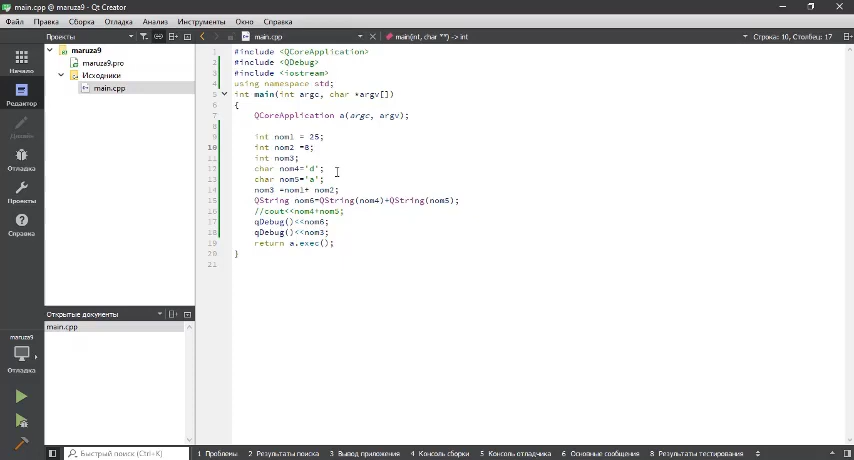 main.cpp @ maruza9 - Qt Creator
Файл Правка Сборка Отладка Анализ Инструменты Окно Справка
Проекты main.cpp main(int, char **) -> int Строка: 10, Столбец: 17
Начало
Редактор
Дизайн
Отладка
Проекты
Справка
maruza9
Отладка
maruza9
maruza9.pro
Исходники
main.cpp
Открытые документы
main.cpp
1 #include <QCoreApplication>
2 #include <QDebug>
3 #include <iostream>
4 using namespace std;
5 int main(int argc, char *argv[])
6 {
7 QCoreApplication a(argc, argv);
8
9 int nom1 = 25;
10 int nom2 =8;
11 int nom3;
12 char nom4='d';
13 char nom5='a';
14 nom3 =nom1+ nom2;
15 QString nom6=QString(nom4)+QString(nom5);
16 //cout<<nom4+nom5;
17 qDebug()<<nom6;
18 qDebug()<<nom3;
19 return a.exec();
20 }
21
Быстрый поиск (Ctrl+K) 1 Проблемы 2 Результаты поиска 3 Вывод приложения 4 Консоль сборки 5 Консоль отладчика 6 Основные сообщения 8 Результаты тестирования